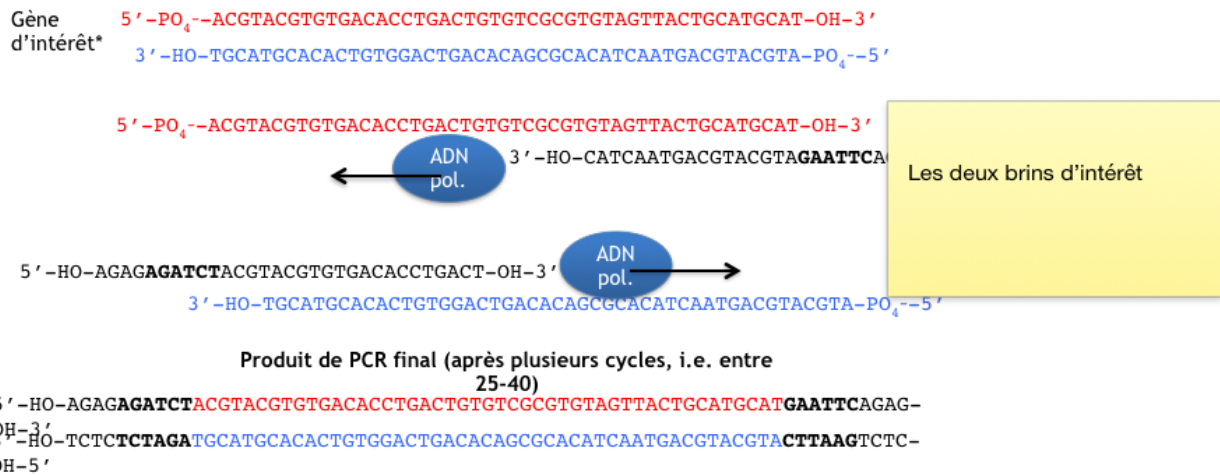 Gène
d'intérêt*
5′-PO4--ACGTACGTGTGACACCTGACTGTGTCGCGTGTAGTTACTGCATGCAT-OH-3′
3′-HO-TGCATGCACACTGTGGACTGACACAGCGCACATCAATGACGTACGTA-PO4--5′
5′-PO4--ACGTACGTGTGACACCTGACTGTGTCGCGTGTAGTTACTGCATGCAT-OH-3′
ADN
pol.
3′-HO-CATCAATGACGTACGTAGAATTCA
Les deux brins d'intérêt
ADN
pol.
5′-HO-AGAGAGATCTACGTACGTGTGACACCTGACT-OH-3′
3′-HO-TGCATGCACACTGTGGACTGACACAGCGCACATCAATGACGTACGTA-PO4--5′
Produit de PCR final (après plusieurs cycles, i.e. entre
25-40)
5′-HO-AGAGAGATCTACGTACGTGTGACACCTGACTGTGTCGCGTGTAGTTACTGCATGCATGAATTCAGAG-
OH-3′
-HO-TCTCTCTAGATGCATGCACACTGTGGACTGACACAGCGCACATCAATGACGTACGTACTTAAGTCTC-
OH-5′